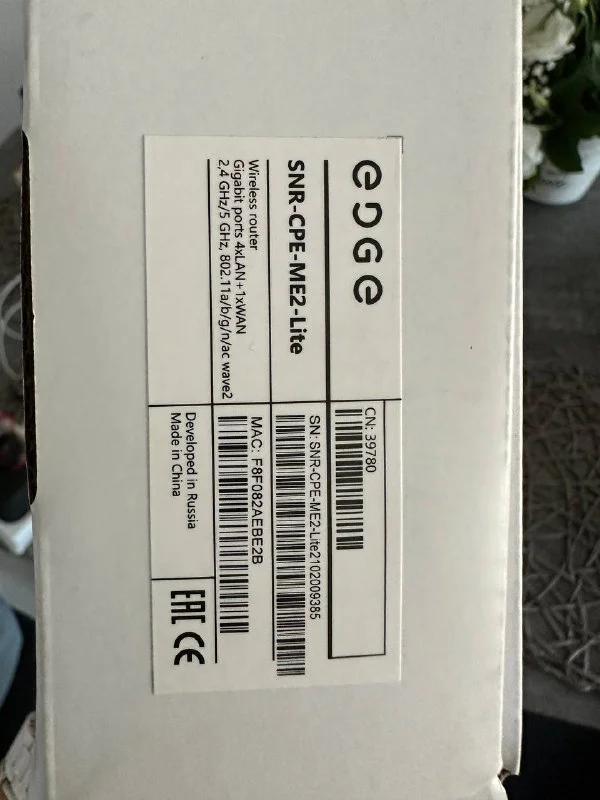 eDGe
SNR-CPE-ME2-Lite
Wireless router
Gigabit ports 4xLAN+1xWAN
2,4 GHz/5 GHz, 802.11a/b/g/n/ac wave2
CN: 39780
SN: SNR-CPE-ME2-Lite2102009385
MAC: F8F082AEBE2B
Developed in Russia
Made in China
EAC CE